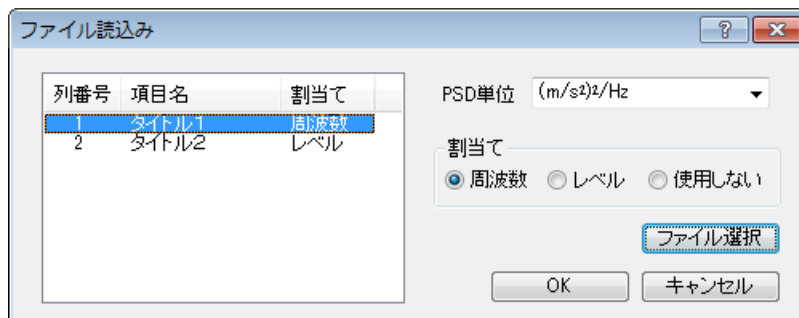 ファイル読込み
列番号 項目名 割当て
1 タイトル1 周波数
2 タイトル2 レベル
PSD単位 (m/s²)²/Hz
割当て
周波数 レベル 使用しない
ファイル選択
OK キャンセル